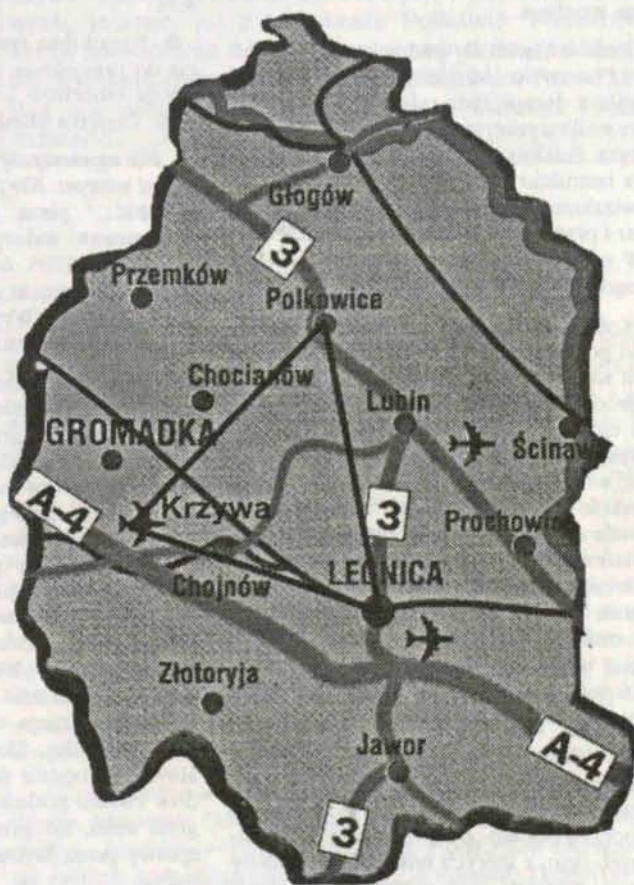 Głogów
3
Przemków
Polkowice
Chocianów
Lubin
GROMADKA
Ścinawa
A-4
Krzywa
3
Prochowice
LEGNICA
Chojnów
Złotoryja
Jawor
A-4
3